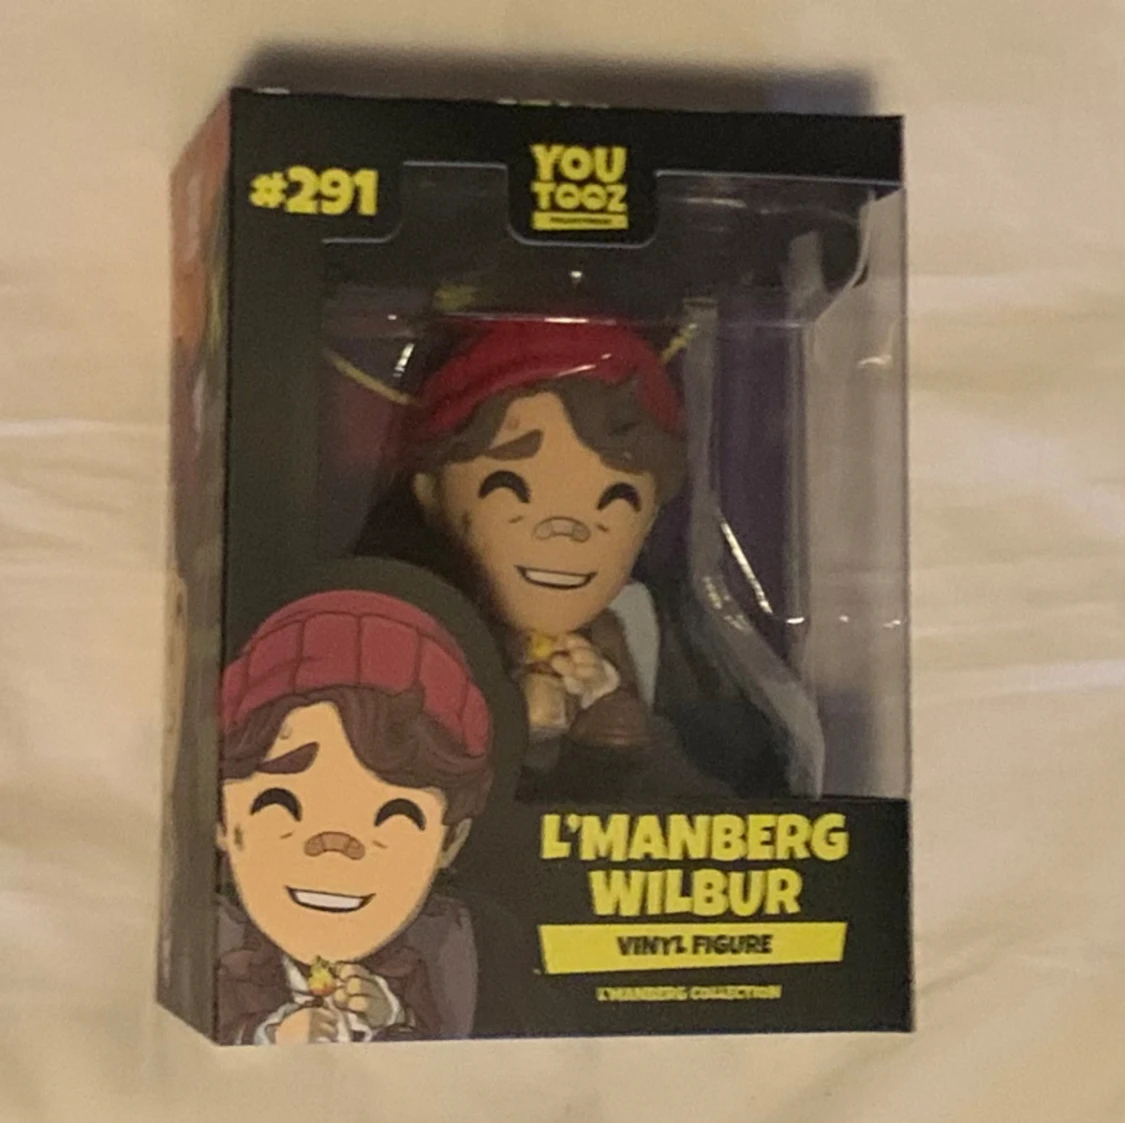 #291
YOU
TOOZ
L'MANBERG
WILBUR
VINYL FIGURE
L'MANBERG COLLECTION